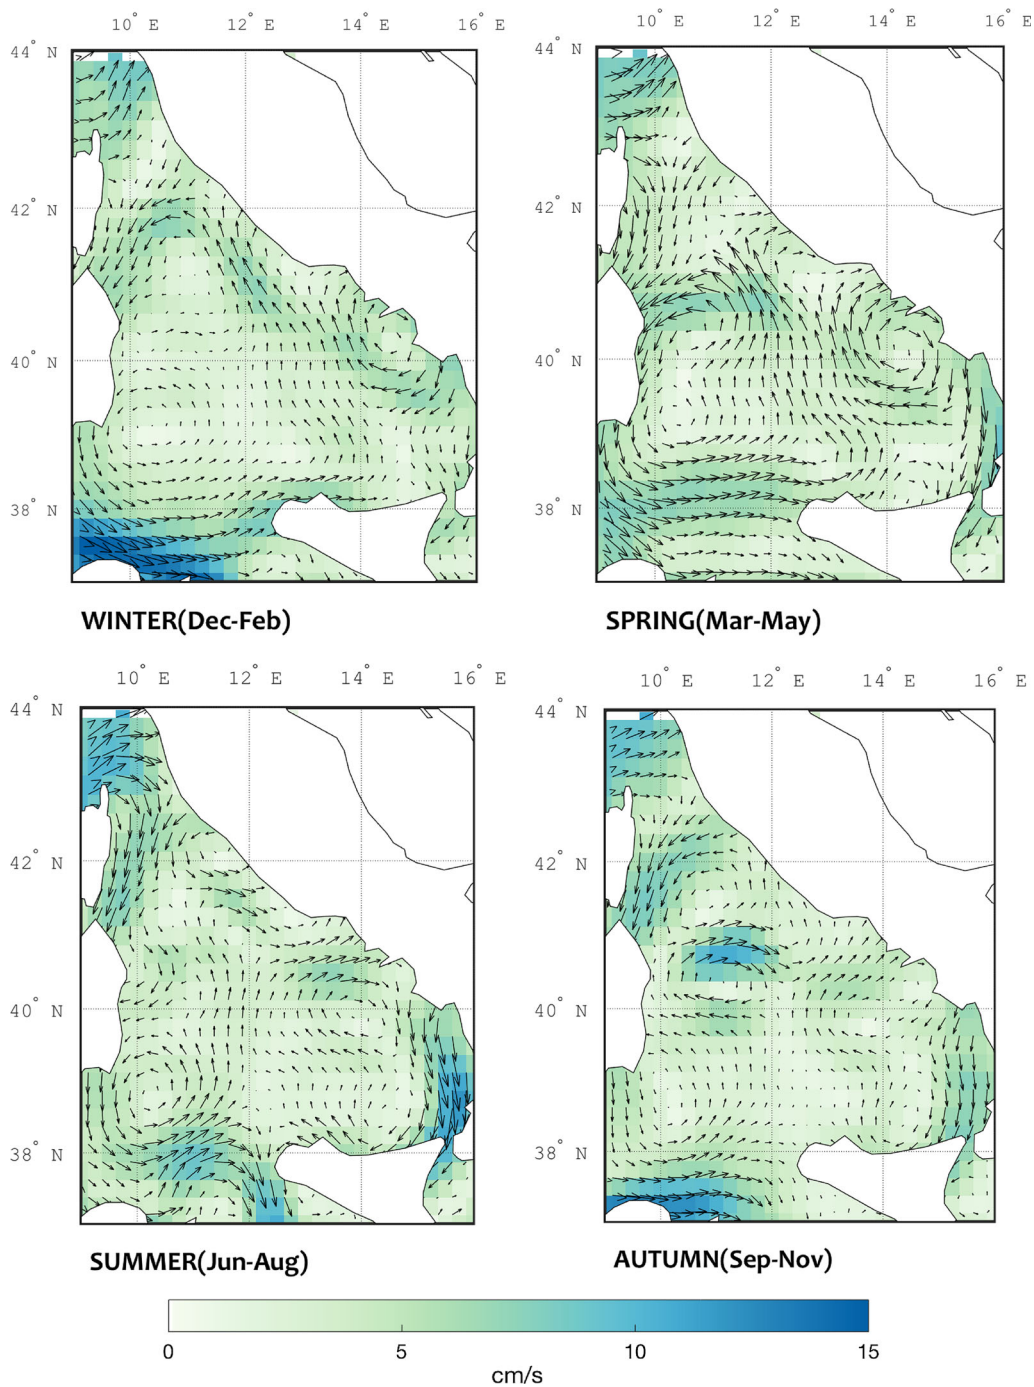 10° E 12° E 14° E 16° E 10° E 12° E 14° E 16° E
44° N 44° N
42° N 42° N
40° N 40° N
38° N 38° N
WINTER(Dec-Feb) SPRING(Mar-May)
10° E 12° E 14° E 16° E 10° E 12° E 14° E 16° E
44° N 44° N
42° N 42° N
40° N 40° N
38° N 38° N
SUMMER(Jun-Aug) AUTUMN(Sep-Nov)
0 5 10 15
cm/s